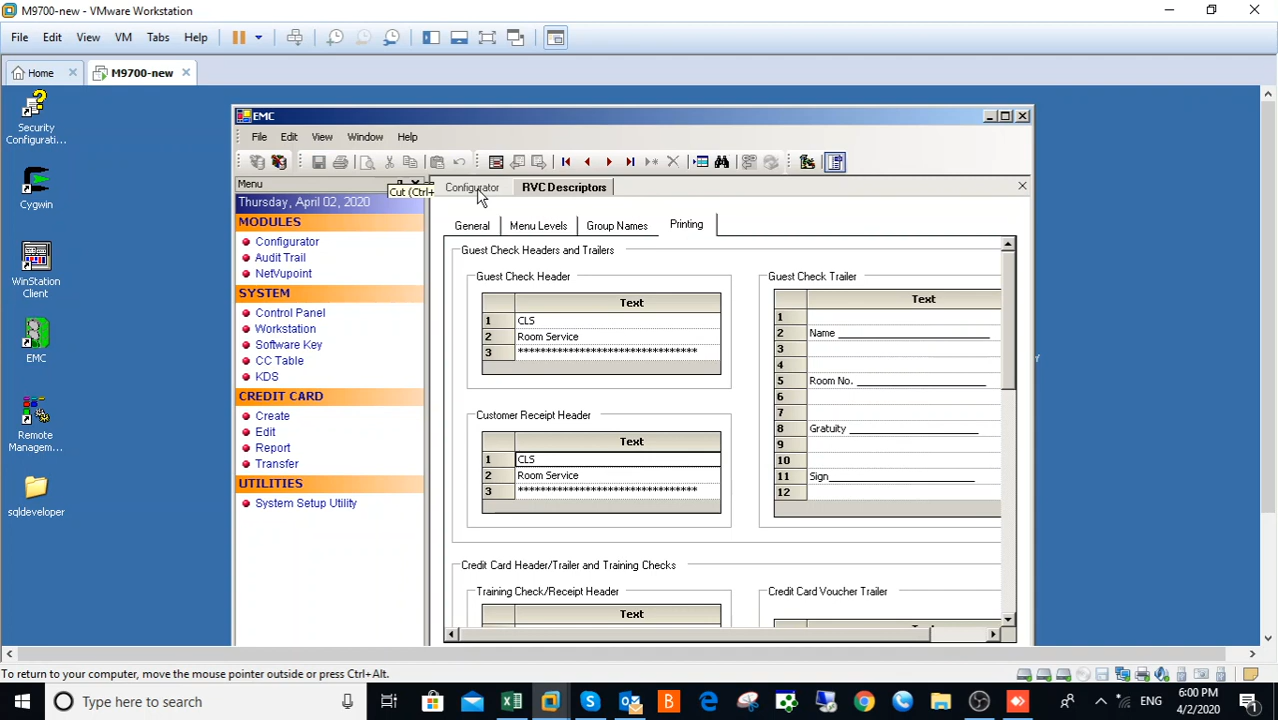 M9700-new - VMware Workstation
File Edit View VM Tabs Help
Home M9700-new
Security
Configurati...
Cygwin
WinStation
Client
EMC
Remote
Managem...
sqldeveloper
EMC
File Edit View Window Help
Menu
Cut (Ctrl+
Thursday, April 02, 2020
MODULES
Configurator
Audit Trail
NetVupoint
SYSTEM
Control Panel
Workstation
Software Key
CC Table
KDS
CREDIT CARD
Create
Edit
Report
Transfer
UTILITIES
System Setup Utility
Configurator RVC Descriptors
General Menu Levels Group Names Printing
Guest Check Headers and Trailers
Guest Check Header
Text
1 CLS
2 Room Service
3 **********************************
Customer Receipt Header
Text
1 CLS
2 Room Service
3 **********************************
Guest Check Trailer
Text
1
2 Name ____________________
3
4
5 Room No. _________________
6
7
8 Gratuity _________________
9
10
11 Sign____________________
12
Credit Card Header/Trailer and Training Checks
Training Check/Receipt Header
Text
Credit Card Voucher Trailer
To return to your computer, move the mouse pointer outside or press Ctrl+Alt.
Type here to search
ENG
6:00 PM
4/2/2020
1